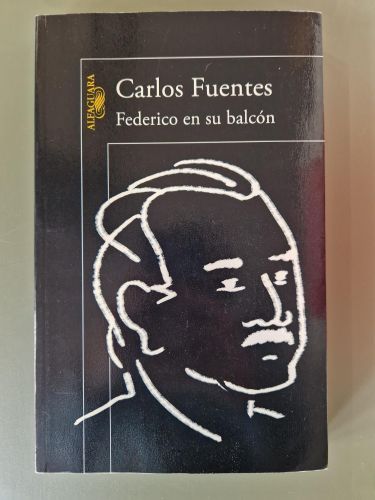 ALFAGUARA
Carlos Fuentes
Federico en su balcón